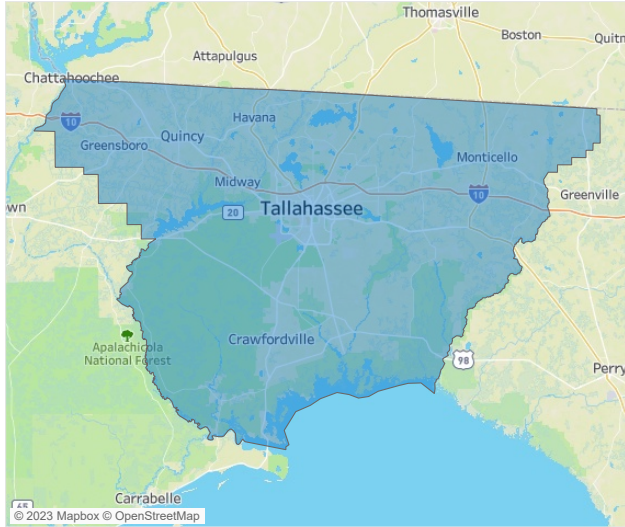 Thomasville
Boston
Quitn
Attapulgus
Chattahoochee
Havana
10
Quincy
Greensboro
Monticello
Midway
10
Greenville
20
Tallahassee
own
Crawfordville
Apalachicola
National Forest
98
Perry
Carrabelle
65
© 2023 Mapbox © OpenStreetMap